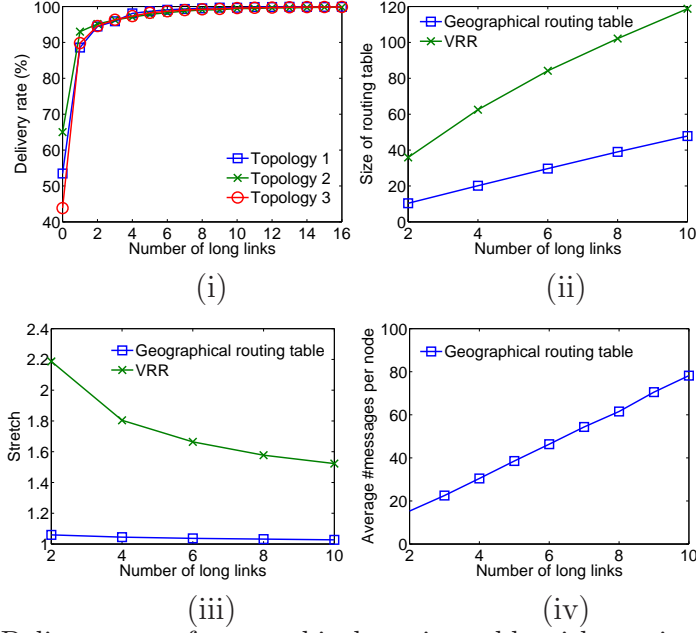 Delivery rate (%)
100
90
80
70
60
50
40
0 2 4 6 8 10 12 14 16
Number of long links
Topology 1
Topology 2
Topology 3
(i)
Size of routing table
120
100
80
60
40
20
0
2 4 6 8 10
Number of long links
Geographical routing table
VRR
(ii)
Stretch
2.4
2.2
2
1.8
1.6
1.4
1.2
1
2 4 6 8 10
Number of long links
Geographical routing table
VRR
(iii)
Average #messages per node
100
80
60
40
20
0
2 4 6 8 10
Number of long links
Geographical routing table
(iv)